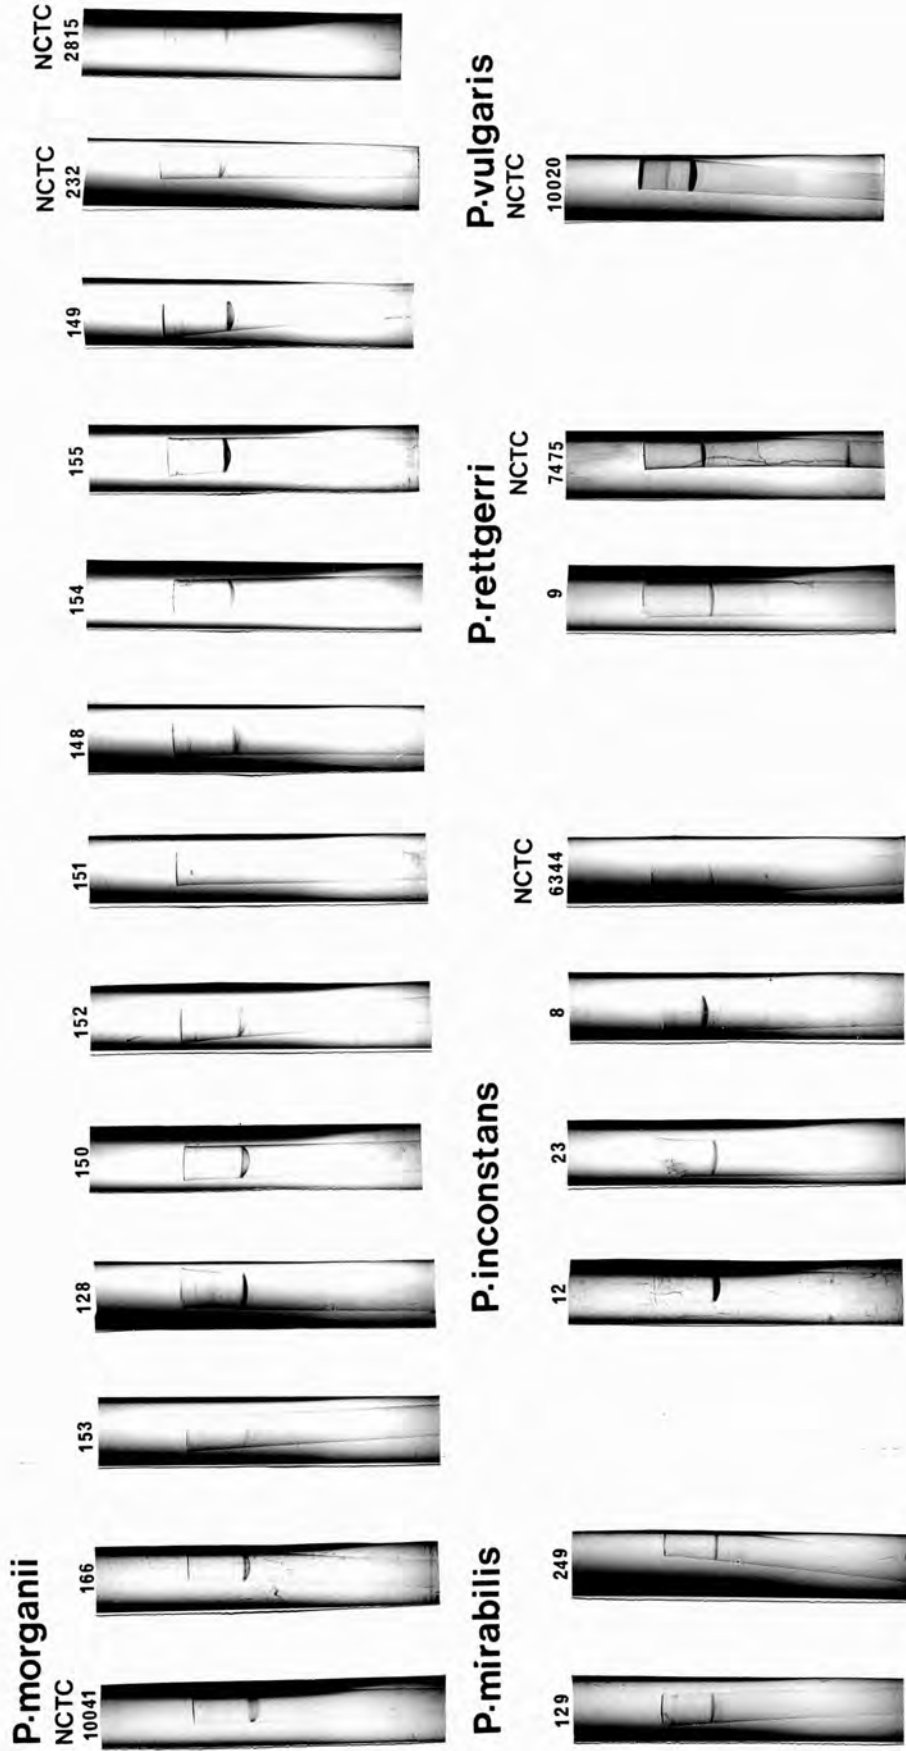 P.morganii
NCTC
10041
166
153
128
150
152
151
148
154
155
149
NCTC
232
NCTC
2815
P.mirabilis
129
249
P.inconstans
12
23
8
NCTC
6344
P.rettgerri
9
NCTC
7475
P.vulgaris
NCTC
10020